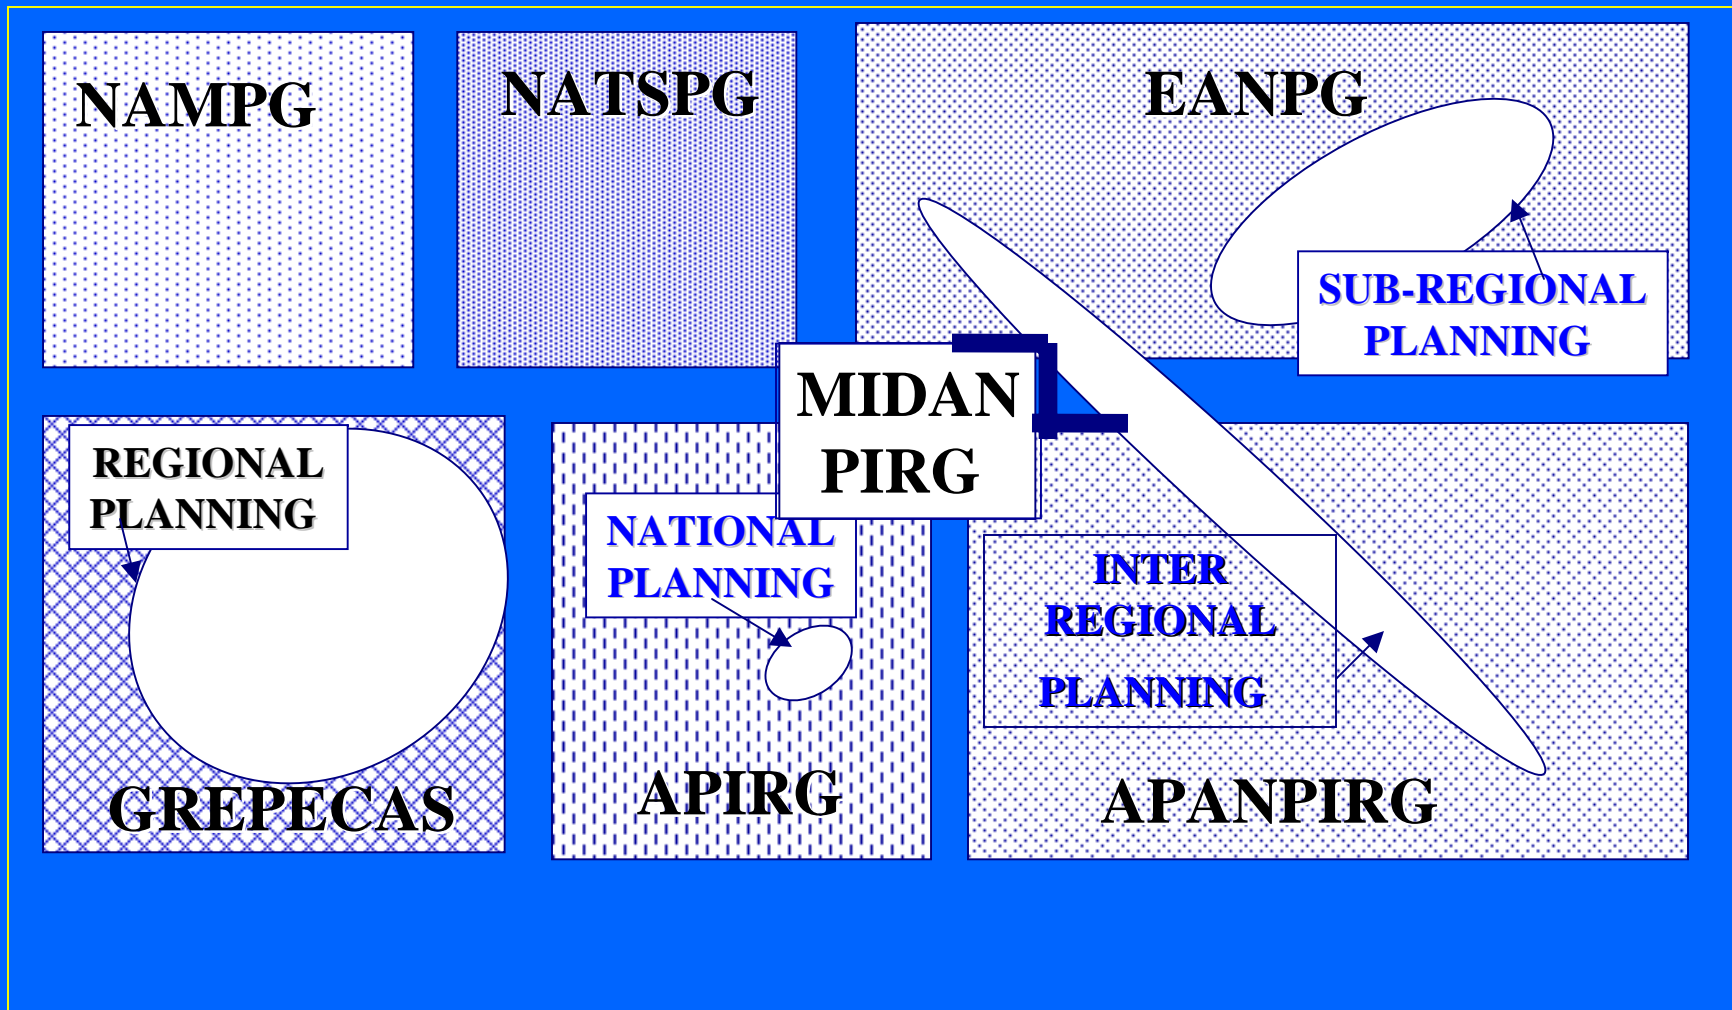 NAMPG
NATSPG
EANPG
SUB-REGIONAL
PLANNING
MIDAN
PIRG
REGIONAL
PLANNING
NATIONAL
PLANNING
INTER
REGIONAL
PLANNING
GREPECAS
APIRG
APANPIRG